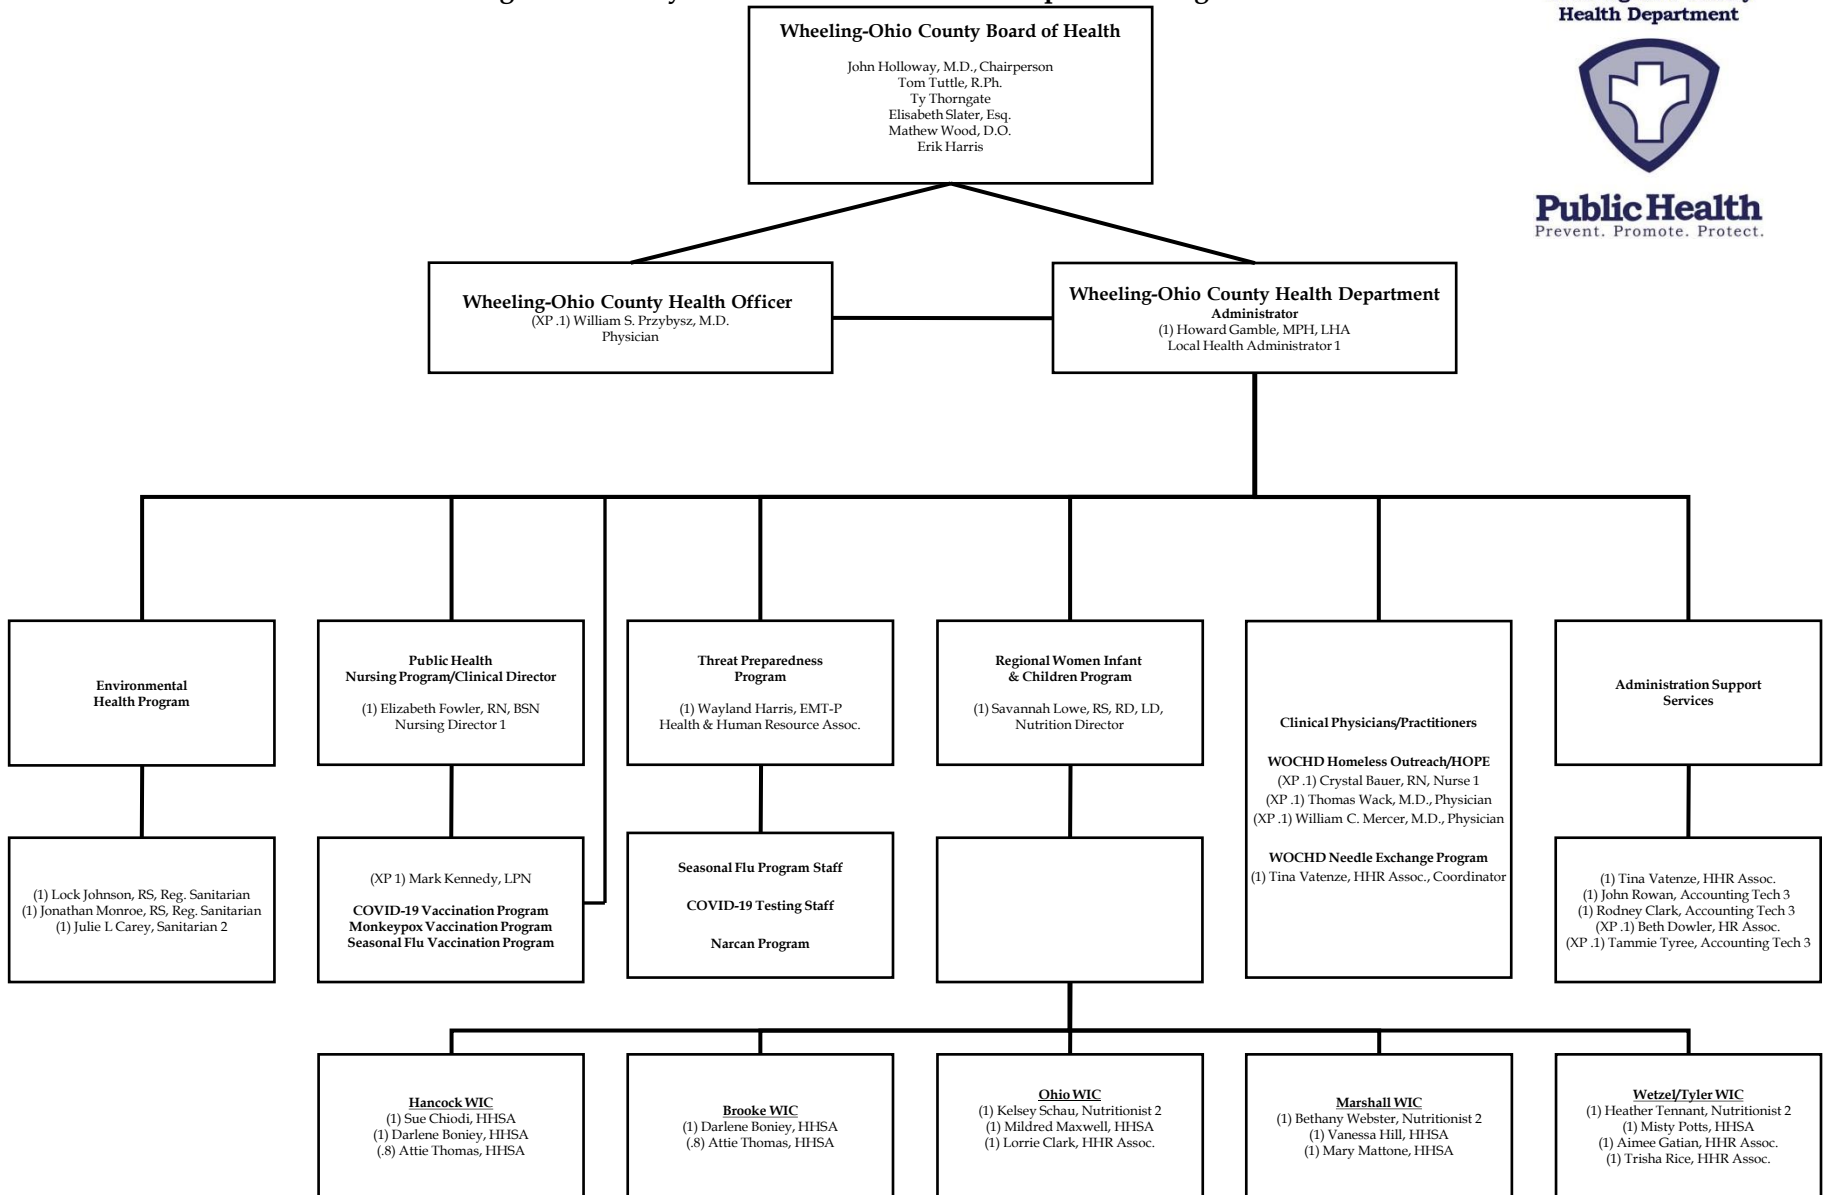 Health Department
Public Health
Prevent. Promote. Protect.
Wheeling-Ohio County Board of Health
John Holloway, M.D., Chairperson
Tom Tuttle, R.Ph.
Ty Thorngate
Elisabeth Slater, Esq.
Mathew Wood, D.O.
Erik Harris
Wheeling-Ohio County Health Officer
(XP .1) William S. Przybysz, M.D.
Physician
Wheeling-Ohio County Health Department
Administrator
(1) Howard Gamble, MPH, LHA
Local Health Administrator 1
Environmental
Health Program
Public Health
Nursing Program/Clinical Director
(1) Elizabeth Fowler, RN, BSN
Nursing Director 1
Threat Preparedness
Program
(1) Wayland Harris, EMT-P
Health & Human Resource Assoc.
Regional Women Infant
& Children Program
(1) Savannah Lowe, RS, RD, LD,
Nutrition Director
Clinical Physicians/Practitioners
WOCHD Homeless Outreach/HOPE
(XP .1) Crystal Bauer, RN, Nurse 1
(XP .1) Thomas Wack, M.D., Physician
(XP .1) William C. Mercer, M.D., Physician
WOCHD Needle Exchange Program
(1) Tina Vatenze, HHR Assoc., Coordinator
Administration Support
Services
(1) Lock Johnson, RS, Reg. Sanitarian
(1) Jonathan Monroe, RS, Reg. Sanitarian
(1) Julie L Carey, Sanitarian 2
(XP 1) Mark Kennedy, LPN
COVID-19 Vaccination Program
Monkeypox Vaccination Program
Seasonal Flu Vaccination Program
Seasonal Flu Program Staff
COVID-19 Testing Staff
Narcan Program
(1) Tina Vatenze, HHR Assoc.
(1) John Rowan, Accounting Tech 3
(1) Rodney Clark, Accounting Tech 3
(XP .1) Beth Dowler, HR Assoc.
(XP .1) Tammie Tyree, Accounting Tech 3
Hancock WIC
(1) Sue Chiodi, HHSA
(1) Darlene Boniey, HHSA
(.8) Attie Thomas, HHSA
Brooke WIC
(1) Darlene Boniey, HHSA
(.8) Attie Thomas, HHSA
Ohio WIC
(1) Kelsey Schau, Nutritionist 2
(1) Mildred Maxwell, HHSA
(1) Lorrie Clark, HHR Assoc.
Marshall WIC
(1) Bethany Webster, Nutritionist 2
(1) Vanessa Hill, HHSA
(1) Mary Mattone, HHSA
Wetzel/Tyler WIC
(1) Heather Tennant, Nutritionist 2
(1) Misty Potts, HHSA
(1) Aimee Gatian, HHR Assoc.
(1) Trisha Rice, HHR Assoc.